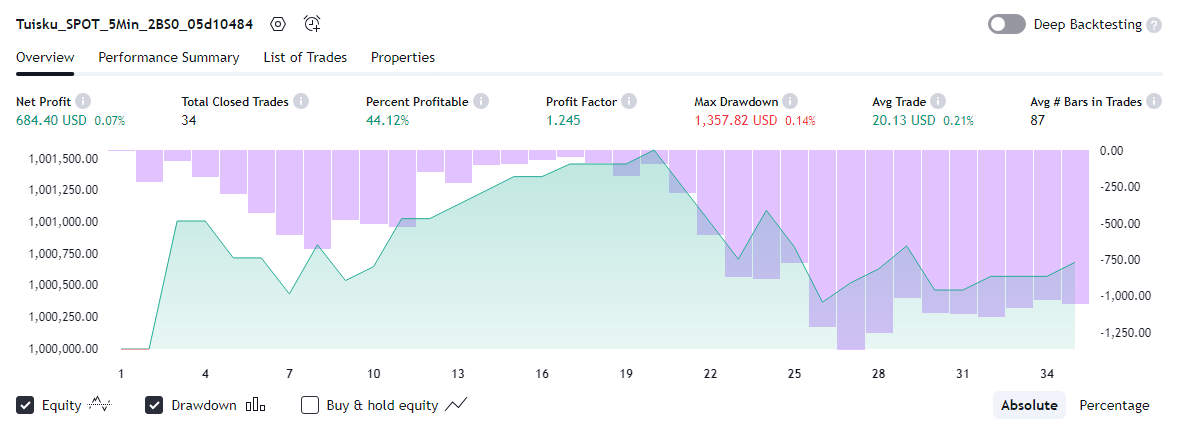 Tuisku_SPOT_5Min_2BS0_05d10484 Deep Backtesting ?
Overview Performance Summary List of Trades Properties
Net Profit i Total Closed Trades i Percent Profitable i Profit Factor i Max Drawdown i Avg Trade i Avg # Bars in Trades i
684.40 USD 0.07% 34 44.12% 1.245 1,357.82 USD 0.14% 20.13 USD 0.21% 87
1,001,500.00 0.00
1,001,250.00 -250.00
1,001,000.00 -500.00
1,000,750.00 -750.00
1,000,500.00 -1,000.00
1,000,250.00 -1,250.00
1,000,000.00
1 4 7 10 13 16 19 22 25 28 31 34
Equity Drawdown Buy & hold equity Absolute Percentage